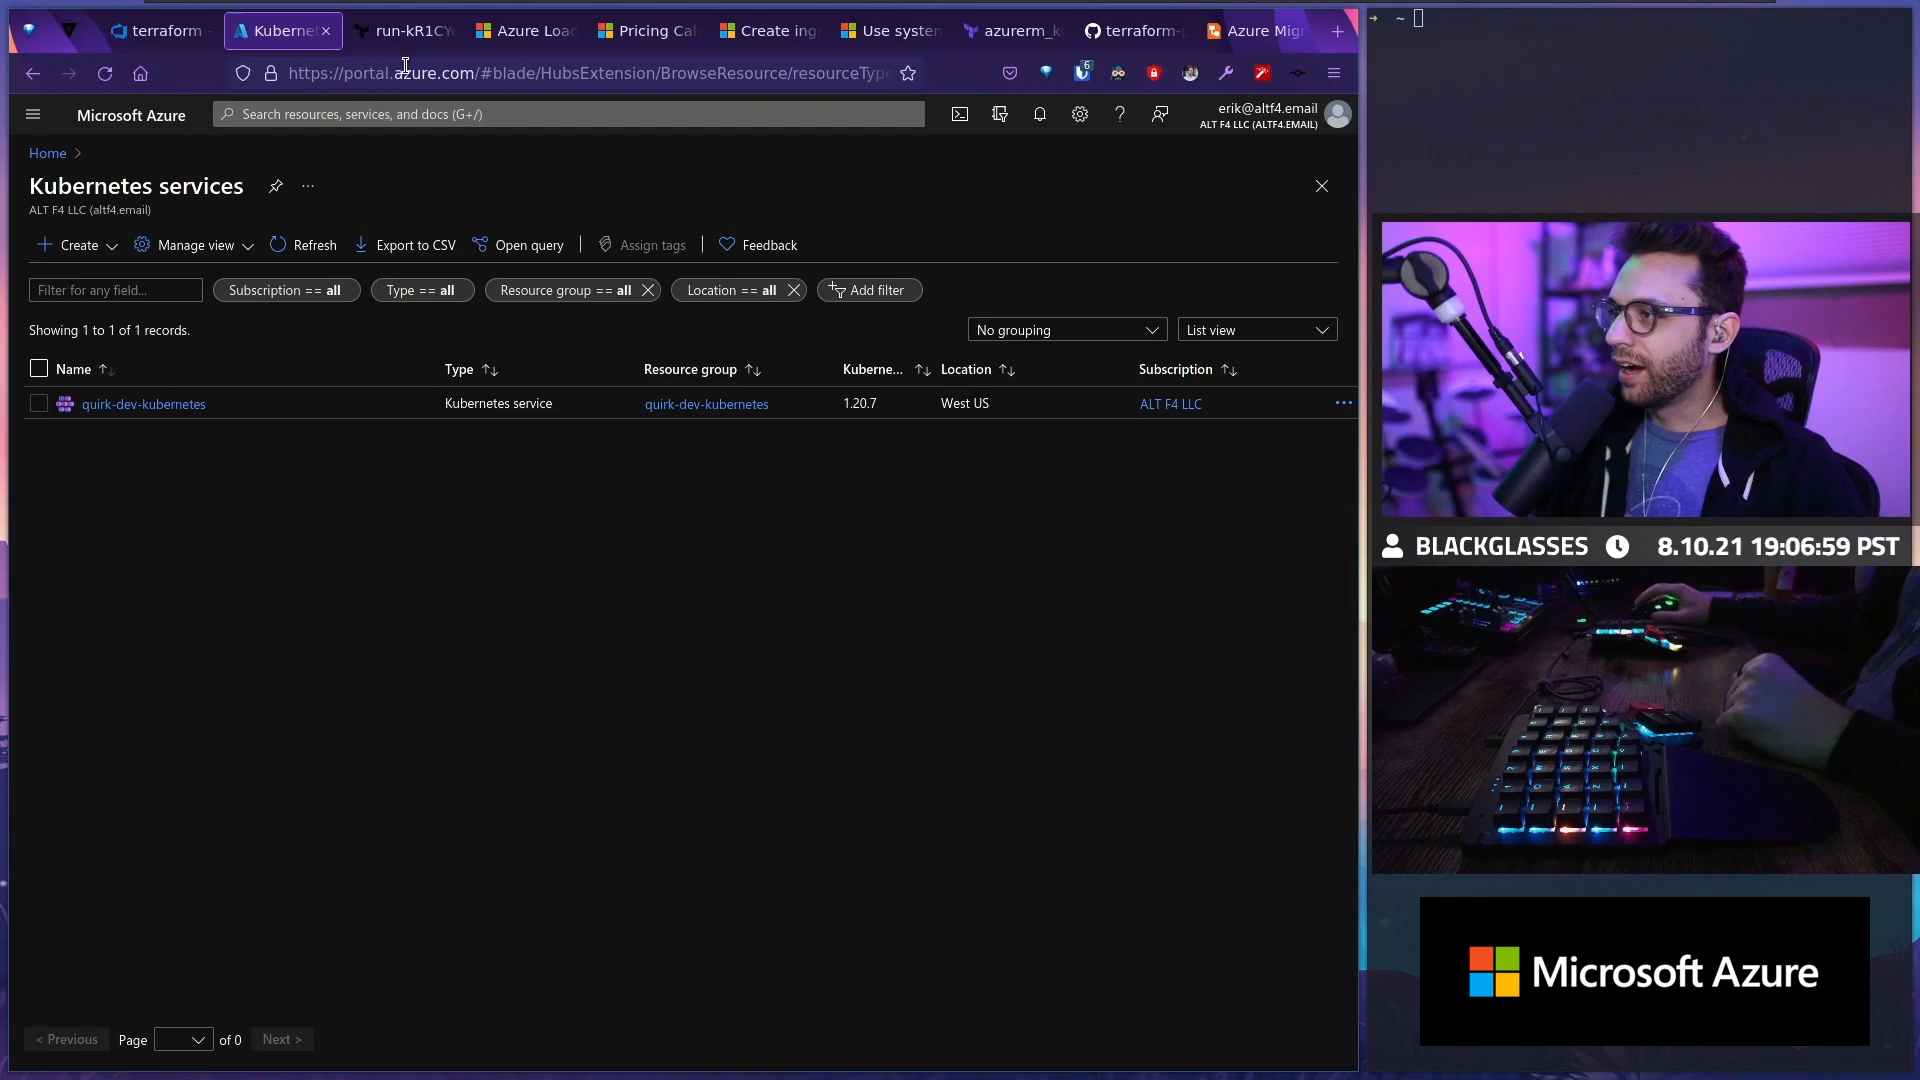 terraform
Kubernet
run-kR1CY
Azure Load
Pricing Cal
Create ing
Use system
azurerm_k
terraform-p
Azure Migr
https://portal.azure.com/#blade/HubsExtension/BrowseResource/resourceType
6
Microsoft Azure
Search resources, services, and docs (G+/)
erik@altf4.email
ALT F4 LLC (ALTF4.EMAIL)
Home
Kubernetes services
ALT F4 LLC (altf4.email)
Create
Manage view
Refresh
Export to CSV
Open query
Assign tags
Feedback
Filter for any field...
Subscription == all
Type == all
Resource group == all
Location == all
Add filter
Showing 1 to 1 of 1 records.
No grouping
List view
Name
Type
Resource group
Kuberne...
Location
Subscription
quirk-dev-kubernetes
Kubernetes service
quirk-dev-kubernetes
1.20.7
West US
ALT F4 LLC
< Previous
Page
of 0
Next >
~
BLACKGLASSES
8.10.21 19:06:59 PST
Microsoft Azure